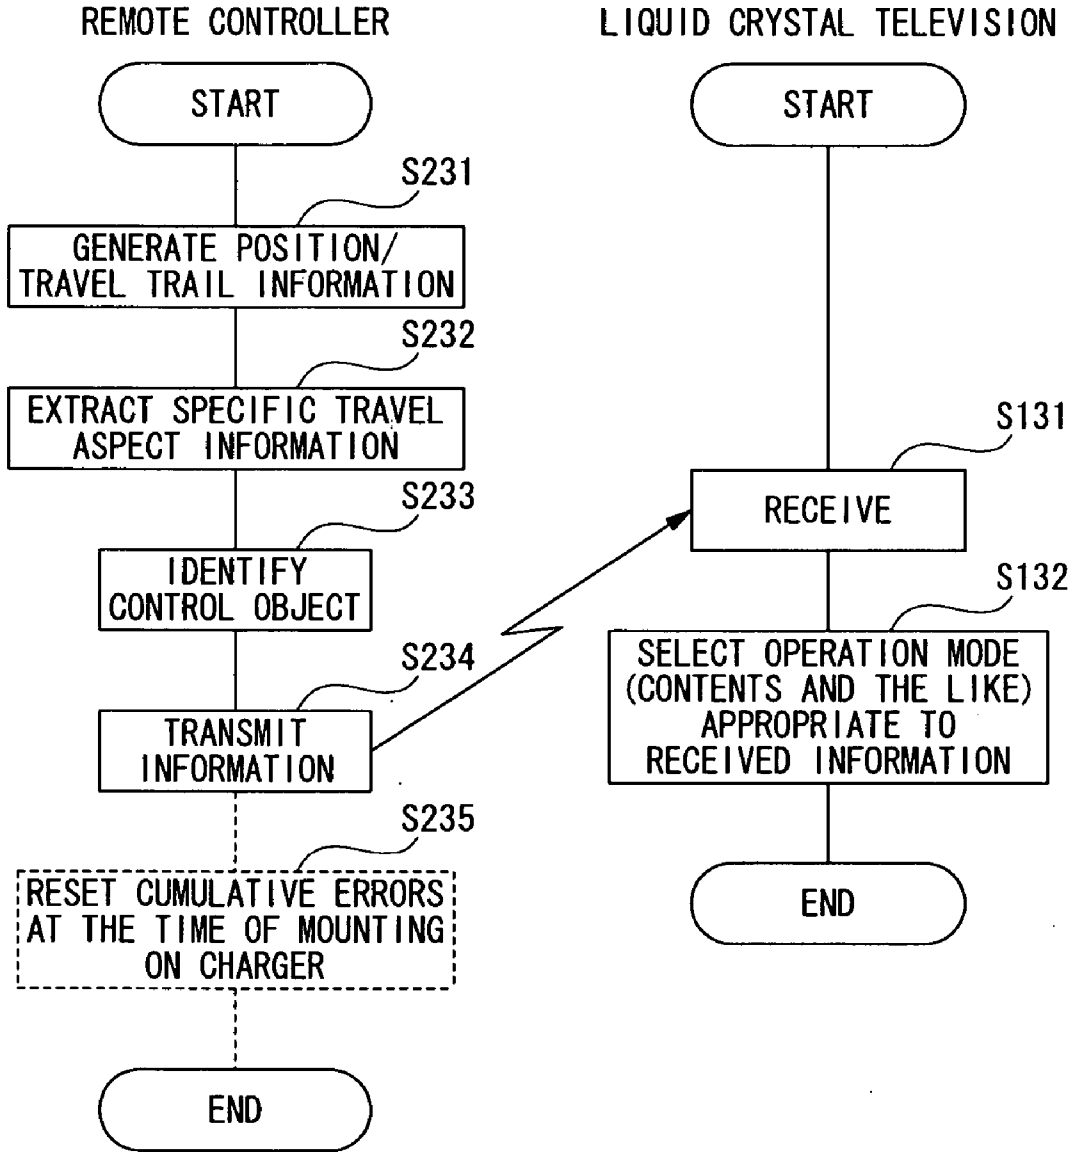 REMOTE CONTROLLER
START
S231
GENERATE POSITION/
TRAVEL TRAIL INFORMATION
S232
EXTRACT SPECIFIC TRAVEL
ASPECT INFORMATION
S233
IDENTIFY
CONTROL OBJECT
S234
TRANSMIT
INFORMATION
S235
RESET CUMULATIVE ERRORS
AT THE TIME OF MOUNTING
ON CHARGER
END
LIQUID CRYSTAL TELEVISION
START
S131
RECEIVE
S132
SELECT OPERATION MODE
(CONTENTS AND THE LIKE)
APPROPRIATE TO
RECEIVED INFORMATION
END